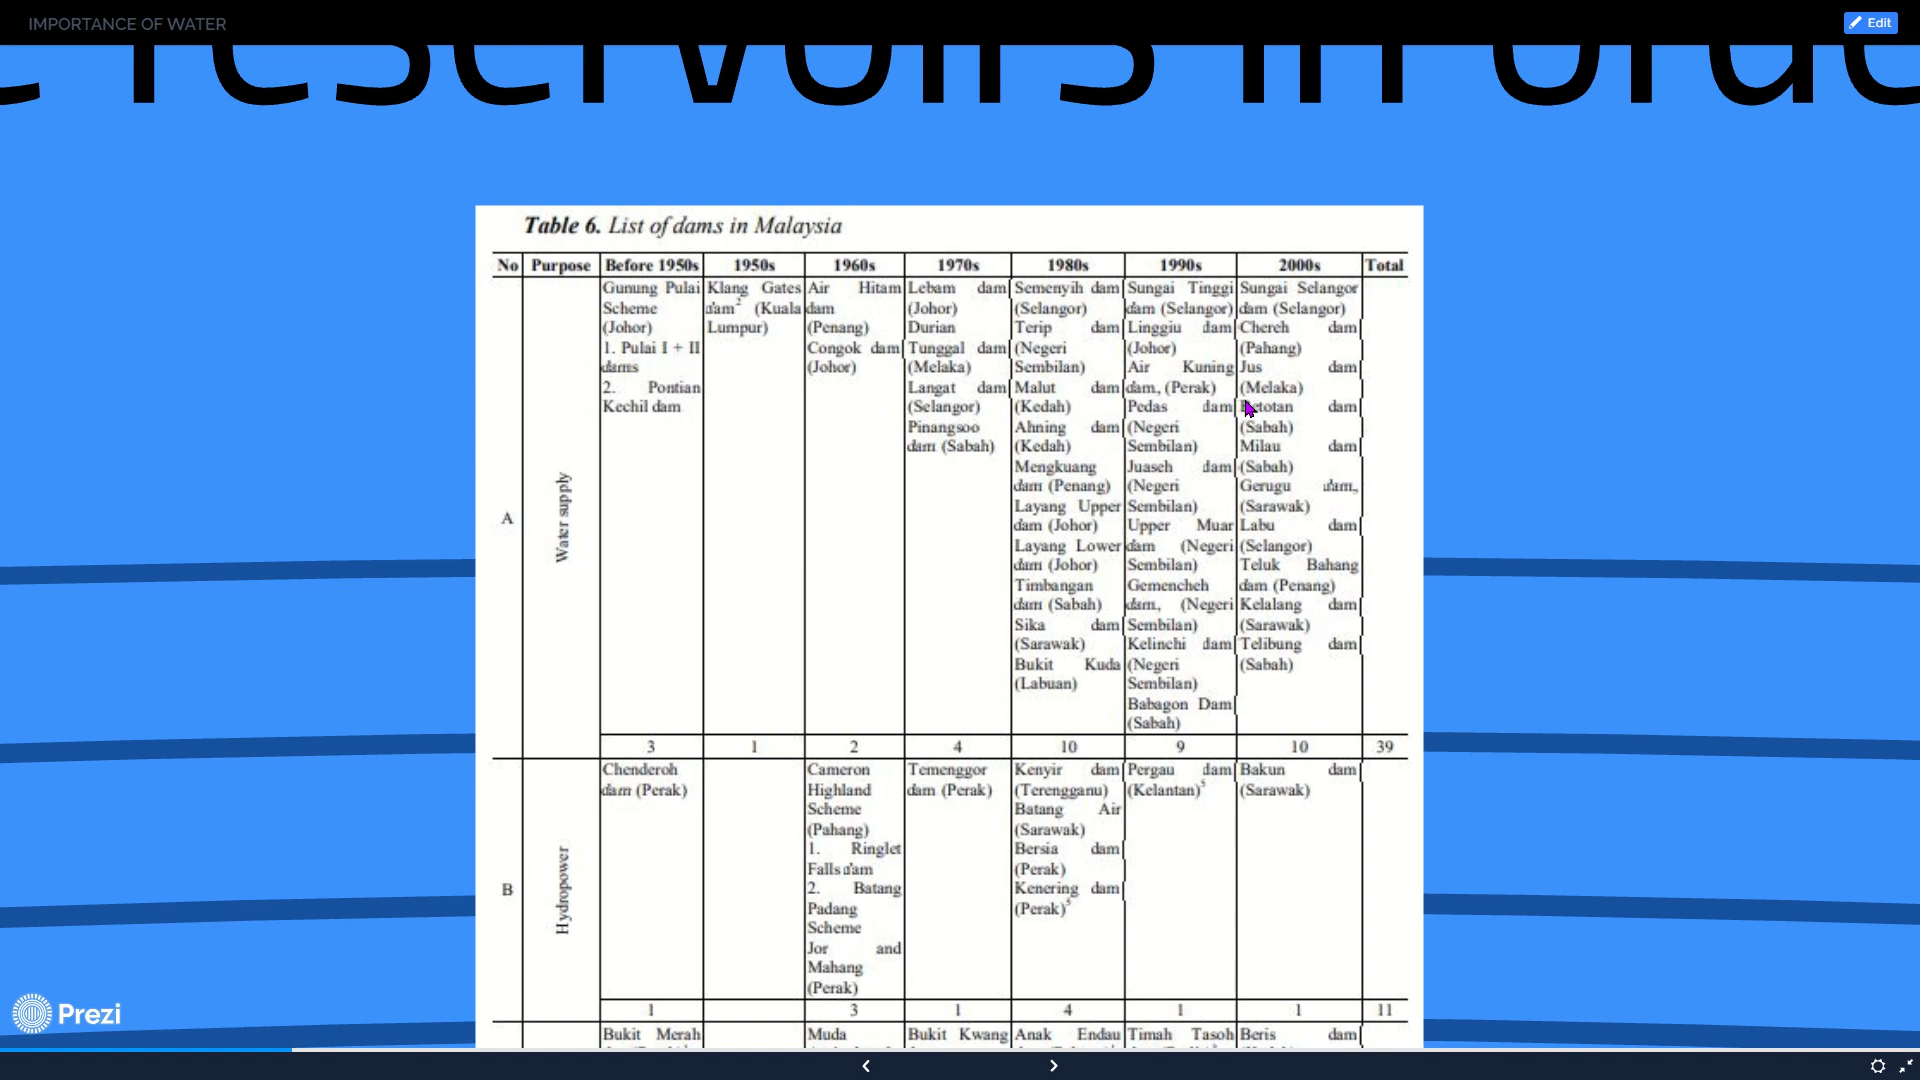 IMPORTANCE OF WATER
Edit
reservoirs in
Table 6. List of dams in Malaysia
No Purpose Before 1950s 1950s 1960s 1970s 1980s 1990s 2000s Total
A
Water supply
Gunung Pulai
Scheme
(Johor)
1. Pulai I + II
dams
2. Pontian
Kechil dam
Klang Gates
dam2 (Kuala
Lumpur)
Air Hitam
dam
(Penang)
Congok dam
(Johor)
Lebam dam
(Johor)
Durian
Tunggal dam
(Melaka)
Langat dam
(Selangor)
Pinangsoo
dam (Sabah)
Semenyih dam
(Selangor)
Terip dam
(Negeri
Sembilan)
Malut dam
(Kedah)
Ahning dam
(Kedah)
Mengkuang
dam (Penang)
Layang Upper
dam (Johor)
Layang Lower
dam (Johor)
Timbangan
dam (Sabah)
Sika dam
(Sarawak)
Bukit Kuda
(Labuan)
Sungai Tinggi
dam (Selangor)
Linggiu dam
(Johor)
Air Kuning
dam, (Perak)
Pedas dam
(Negeri
Sembilan)
Juaseh dam
(Negeri
Sembilan)
Upper Muar
dam (Negeri
Sembilan)
Gemencheh
dam, (Negeri
Sembilan)
Kelinchi dam
(Negeri
Sembilan)
Babagon Dam
(Sabah)
Sungai Selangor
dam (Selangor)
Chereh dam
(Pahang)
Jus dam
(Melaka)
dam
(Sabah)
Milau dam
(Sabah)
Gerugu dam,
(Sarawak)
Labu dam
(Selangor)
Teluk Bahang
dam (Penang)
Kelalang dam
(Sarawak)
Telibung dam
(Sabah)
3 1 2 4 10 9 10 39
B
Hydropower
Chenderoh
dam (Perak)
Cameron
Highland
Scheme
(Pahang)
1. Ringlet
Falls dam
2. Batang
Padang
Scheme
Jor and
Mahang
(Perak)
Temenggor
dam (Perak)
Kenyir dam
(Terengganu)
Batang Air
(Sarawak)
Bersia dam
(Perak)
Kenering dam
(Perak)5
Pergau dam
(Kelantan)5
Bakun dam
(Sarawak)
1 3 1 4 1 1 11
Bukit Merah Muda Bukit Kwang Anak Endau Timah Tasoh Beris dam
Prezi